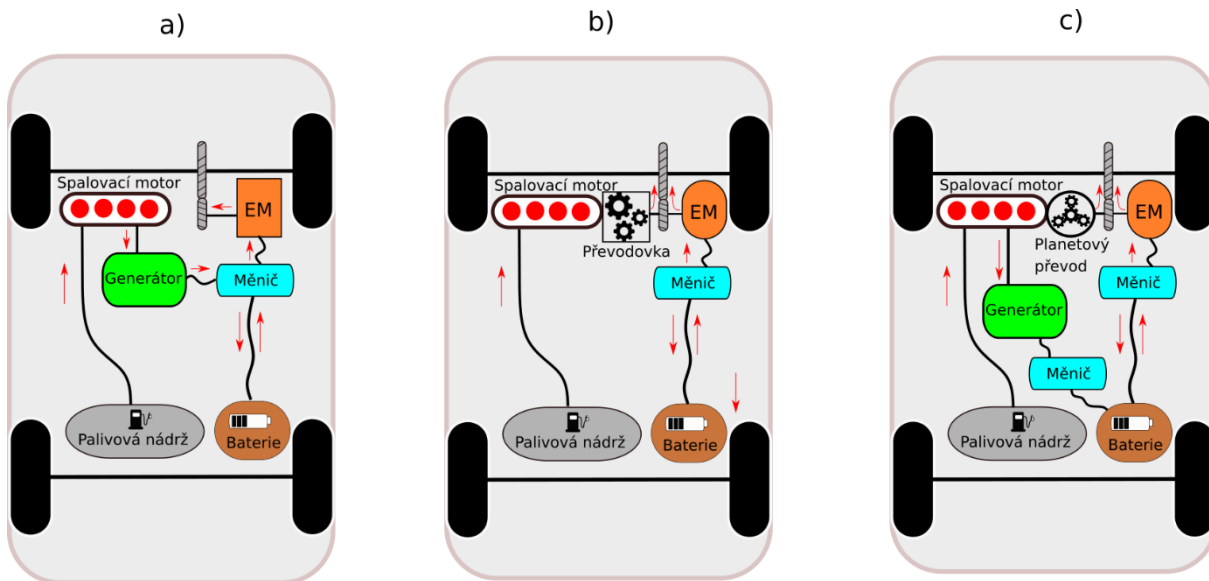 a)
b)
c)
Spalovací motor
EM
Generátor
Měnič
Palivová nádrž
Baterie
Spalovací motor
EM
Převodovka
Měnič
Palivová nádrž
Baterie
Spalovací motor
EM
Planetový
převod
Měnič
Generátor
Měnič
Palivová nádrž
Baterie